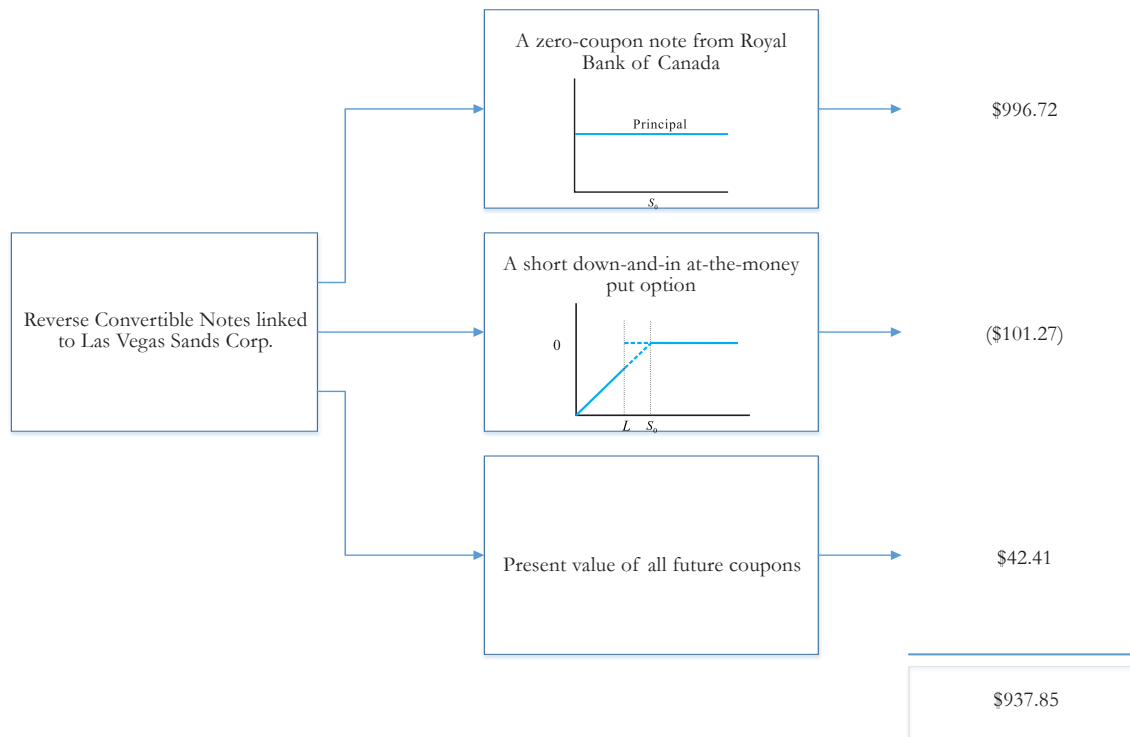 A zero-coupon note from Royal
Bank of Canada
Principal
S₀
$996.72
Reverse Convertible Notes linked
to Las Vegas Sands Corp.
A short down-and-in at-the-money
put option
0
L S₀
($101.27)
Present value of all future coupons
$42.41
$937.85